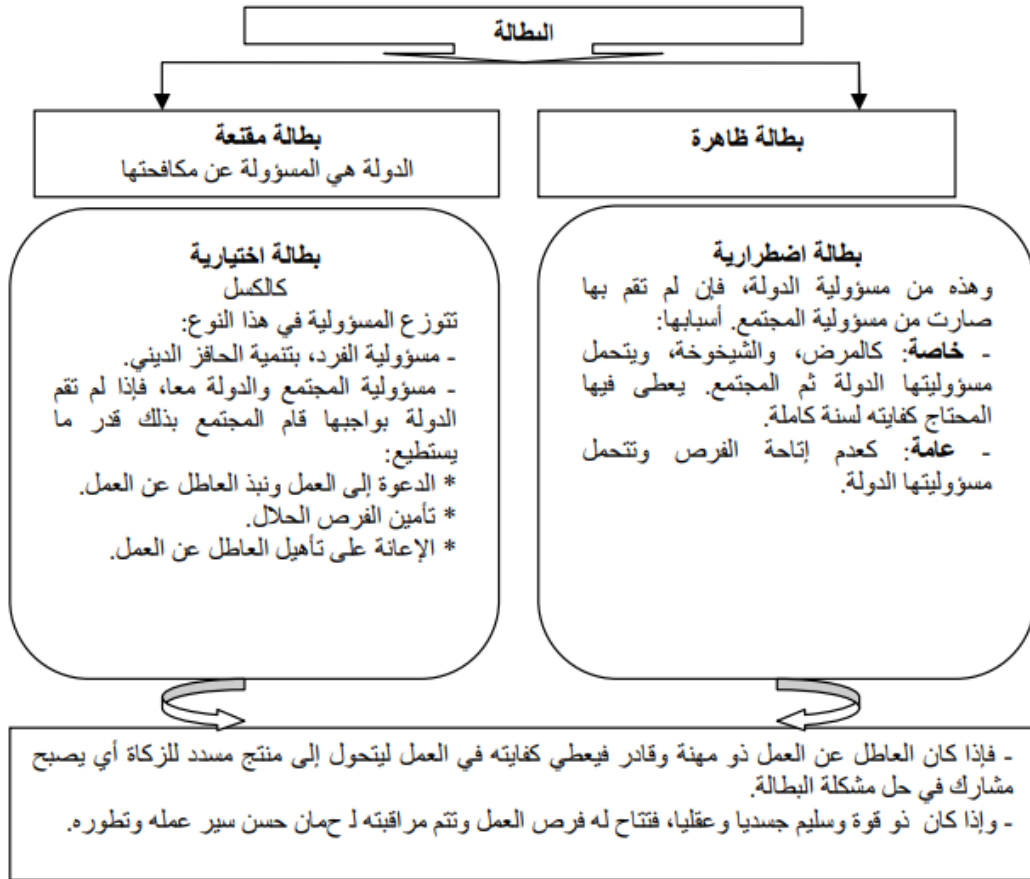 البطالة
بطالة ظاهرة
بطالة مقنعة
الدولة هي المسؤولة عن مكافحتها
بطالة اضطرارية
وهذه من مسؤولية الدولة، فإن لم تقم بها
صارت من مسؤولية المجتمع. أسبابها:
- خاصة: كالمرض، والشيخوخة، ويتحمل
مسؤوليتها الدولة ثم المجتمع. يعطى فيها
المحتاج كفايته لسنة كاملة.
- عامة: كعدم إتاحة الفرص وتتحمل
مسؤوليتها الدولة.
بطالة اختيارية
كالكسل
تتوزع المسؤولية في هذا النوع:
- مسؤولية الفرد، بتنمية الحافز الديني.
- مسؤولية المجتمع والدولة معا، فإذا لم تقم
الدولة بواجبها قام المجتمع بذلك قدر ما
يستطيع:
* الدعوة إلى العمل ونبذ العاطل عن العمل.
* تأمين الفرص الحلال.
* الإعانة على تأهيل العاطل عن العمل.
- فإذا كان العاطل عن العمل ذو مهنة وقادر فيعطي كفايته في العمل ليتحول إلى منتج مسدد للزكاة أي يصبح
مشارك في حل مشكلة البطالة.
- وإذا كان ذو قوة وسليم جسديا وعقليا، فتتاح له فرص العمل وتتم مراقبته لـ حمان حسن سير عمله وتطوره.